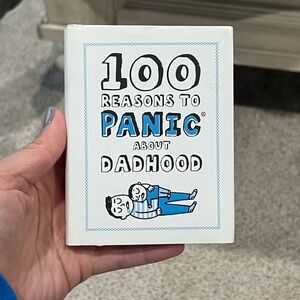 100
REASONS TO
PANIC®
ABOUT
DADHOOD